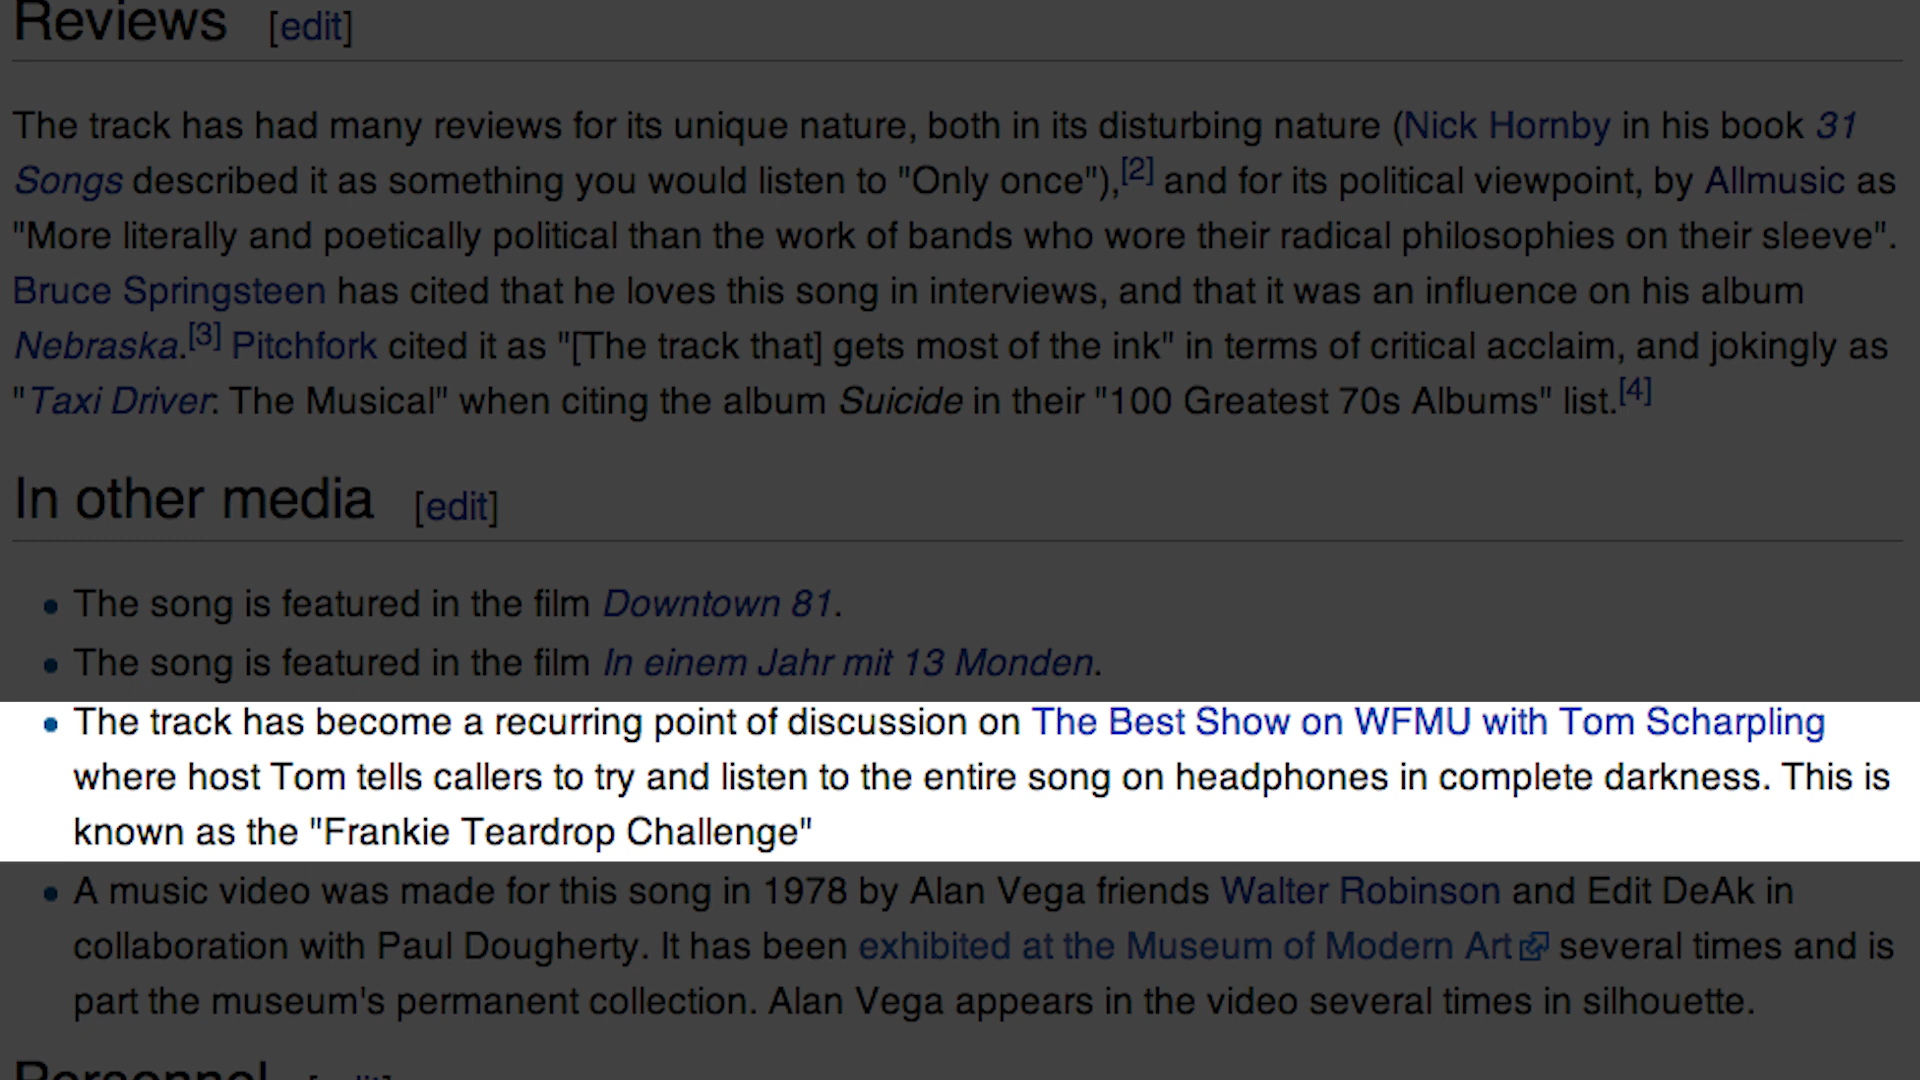 Reviews [edit]
The track has had many reviews for its unique nature, both in its disturbing nature (Nick Hornby in his book 31
Songs described it as something you would listen to "Only once"),[2] and for its political viewpoint, by Allmusic as
"More literally and poetically political than the work of bands who wore their radical philosophies on their sleeve".
Bruce Springsteen has cited that he loves this song in interviews, and that it was an influence on his album
Nebraska.[3] Pitchfork cited it as "[The track that] gets most of the ink" in terms of critical acclaim, and jokingly as
"Taxi Driver: The Musical" when citing the album Suicide in their "100 Greatest 70s Albums" list.[4]
In other media [edit]
• The song is featured in the film Downtown 81.
• The song is featured in the film In einem Jahr mit 13 Monden.
• The track has become a recurring point of discussion on The Best Show on WFMU with Tom Scharpling
where host Tom tells callers to try and listen to the entire song on headphones in complete darkness. This is
known as the "Frankie Teardrop Challenge"
• A music video was made for this song in 1978 by Alan Vega friends Walter Robinson and Edit DeAk in
collaboration with Paul Dougherty. It has been exhibited at the Museum of Modern Art several times and is
part the museum's permanent collection. Alan Vega appears in the video several times in silhouette.
Personnel [edit]